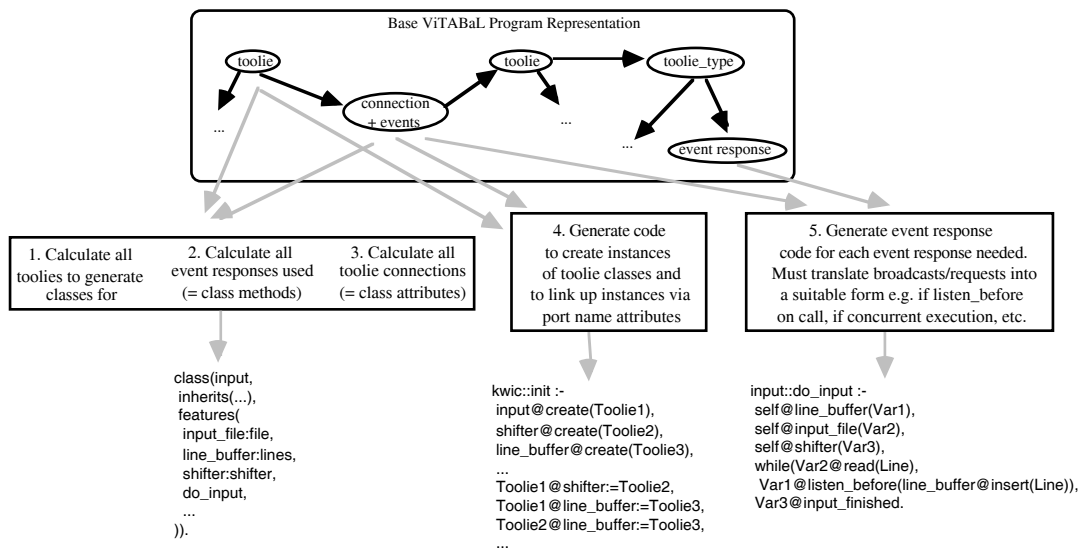 Base ViTABaL Program Representation
toolie
toolie
toolie_type
connection
+ events
...
...
...
event response
1. Calculate all
toolies to generate
classes for
2. Calculate all
event responses used
(= class methods)
3. Calculate all
toolie connections
(= class attributes)
4. Generate code
to create instances
of toolie classes and
to link up instances via
port name attributes
5. Generate event response
code for each event response needed.
Must translate broadcasts/requests into
a suitable form e.g. if listen_before
on call, if concurrent execution, etc.
class(input,
inherits(...),
features(
input_file:file,
line_buffer:lines,
shifter:shifter,
do_input,
...
)).
kwic::init :-
input@create(Toolie1),
shifter@create(Toolie2),
line_buffer@create(Toolie3),
...
Toolie1@shifter:=Toolie2,
Toolie1@line_buffer:=Toolie3,
Toolie2@line_buffer:=Toolie3,
...
input::do_input :-
self@line_buffer(Var1),
self@input_file(Var2),
self@shifter(Var3),
while(Var2@read(Line),
Var1@listen_before(line_buffer@insert(Line)),
Var3@input_finished.